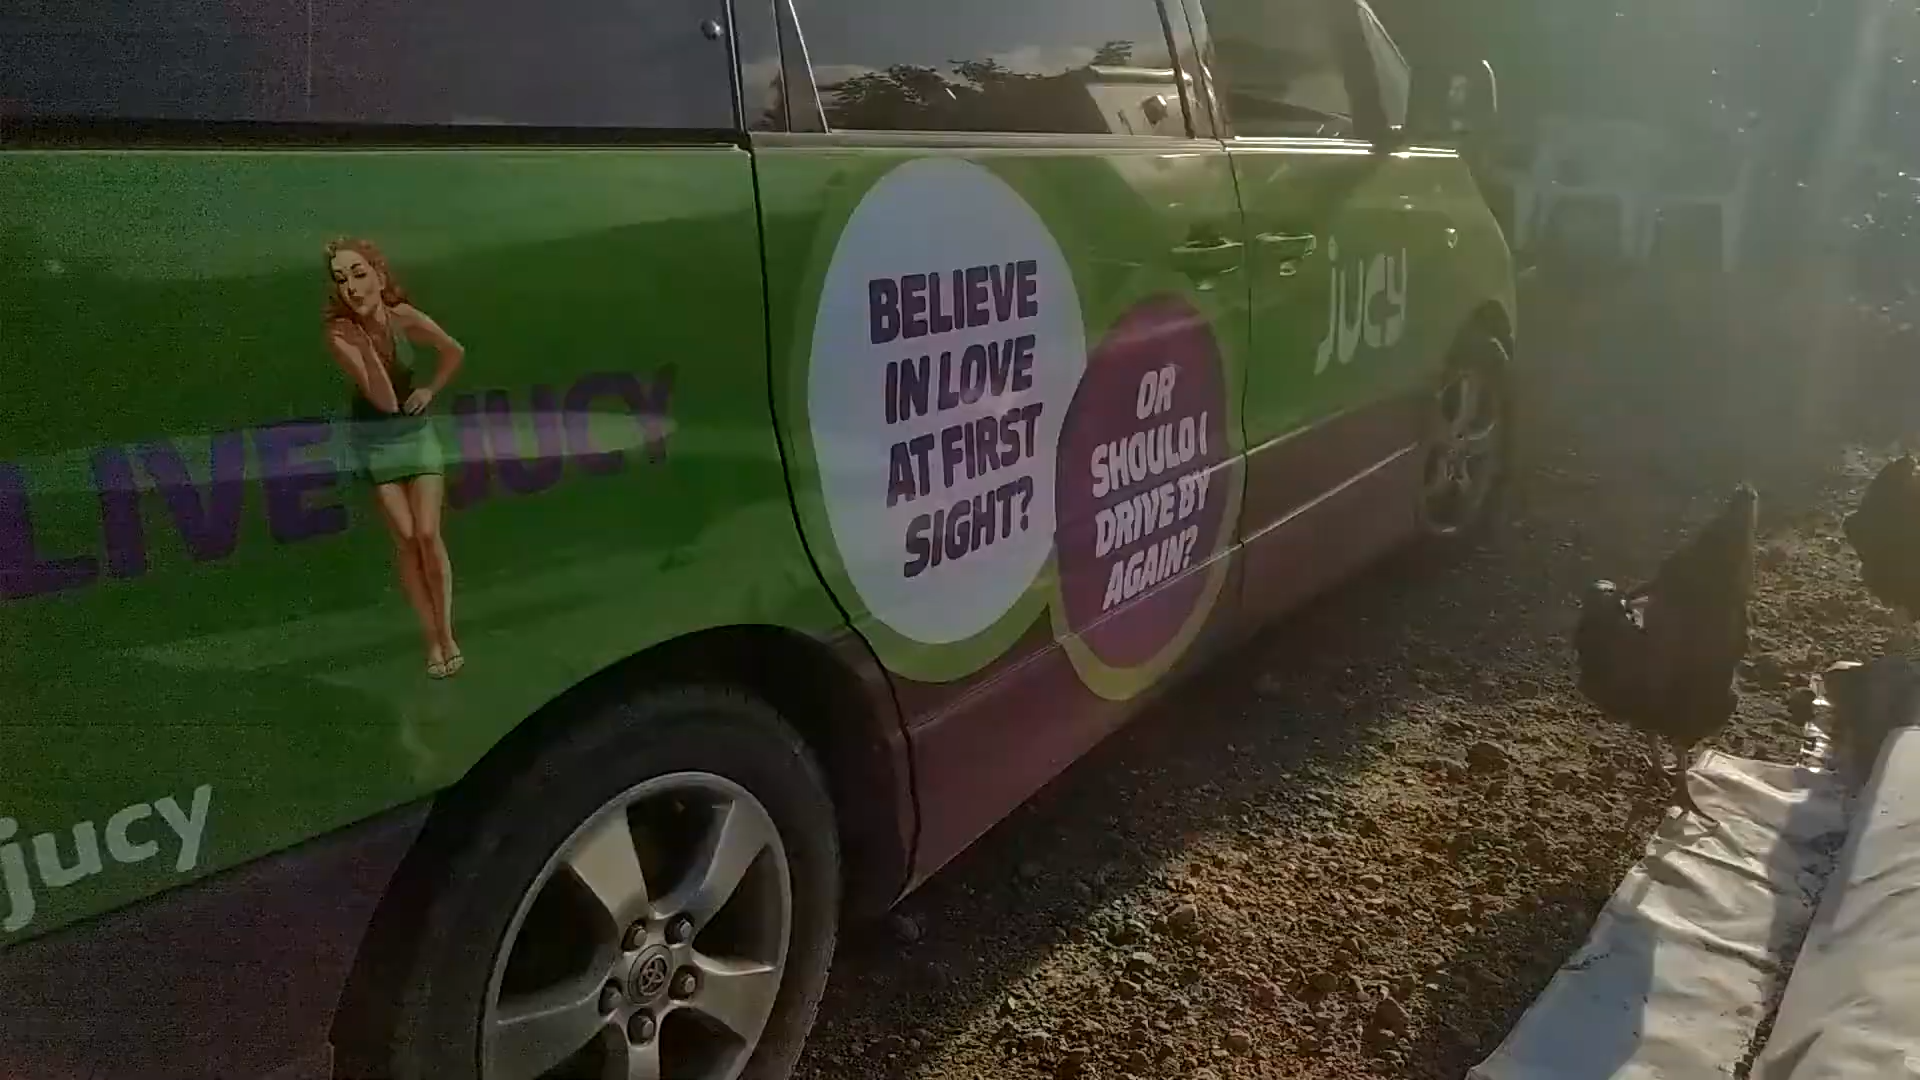 LIVE JUCY
jucy
BELIEVE
IN LOVE
AT FIRST
SIGHT?
OR
SHOULD I
DRIVE BY
AGAIN?
jucy